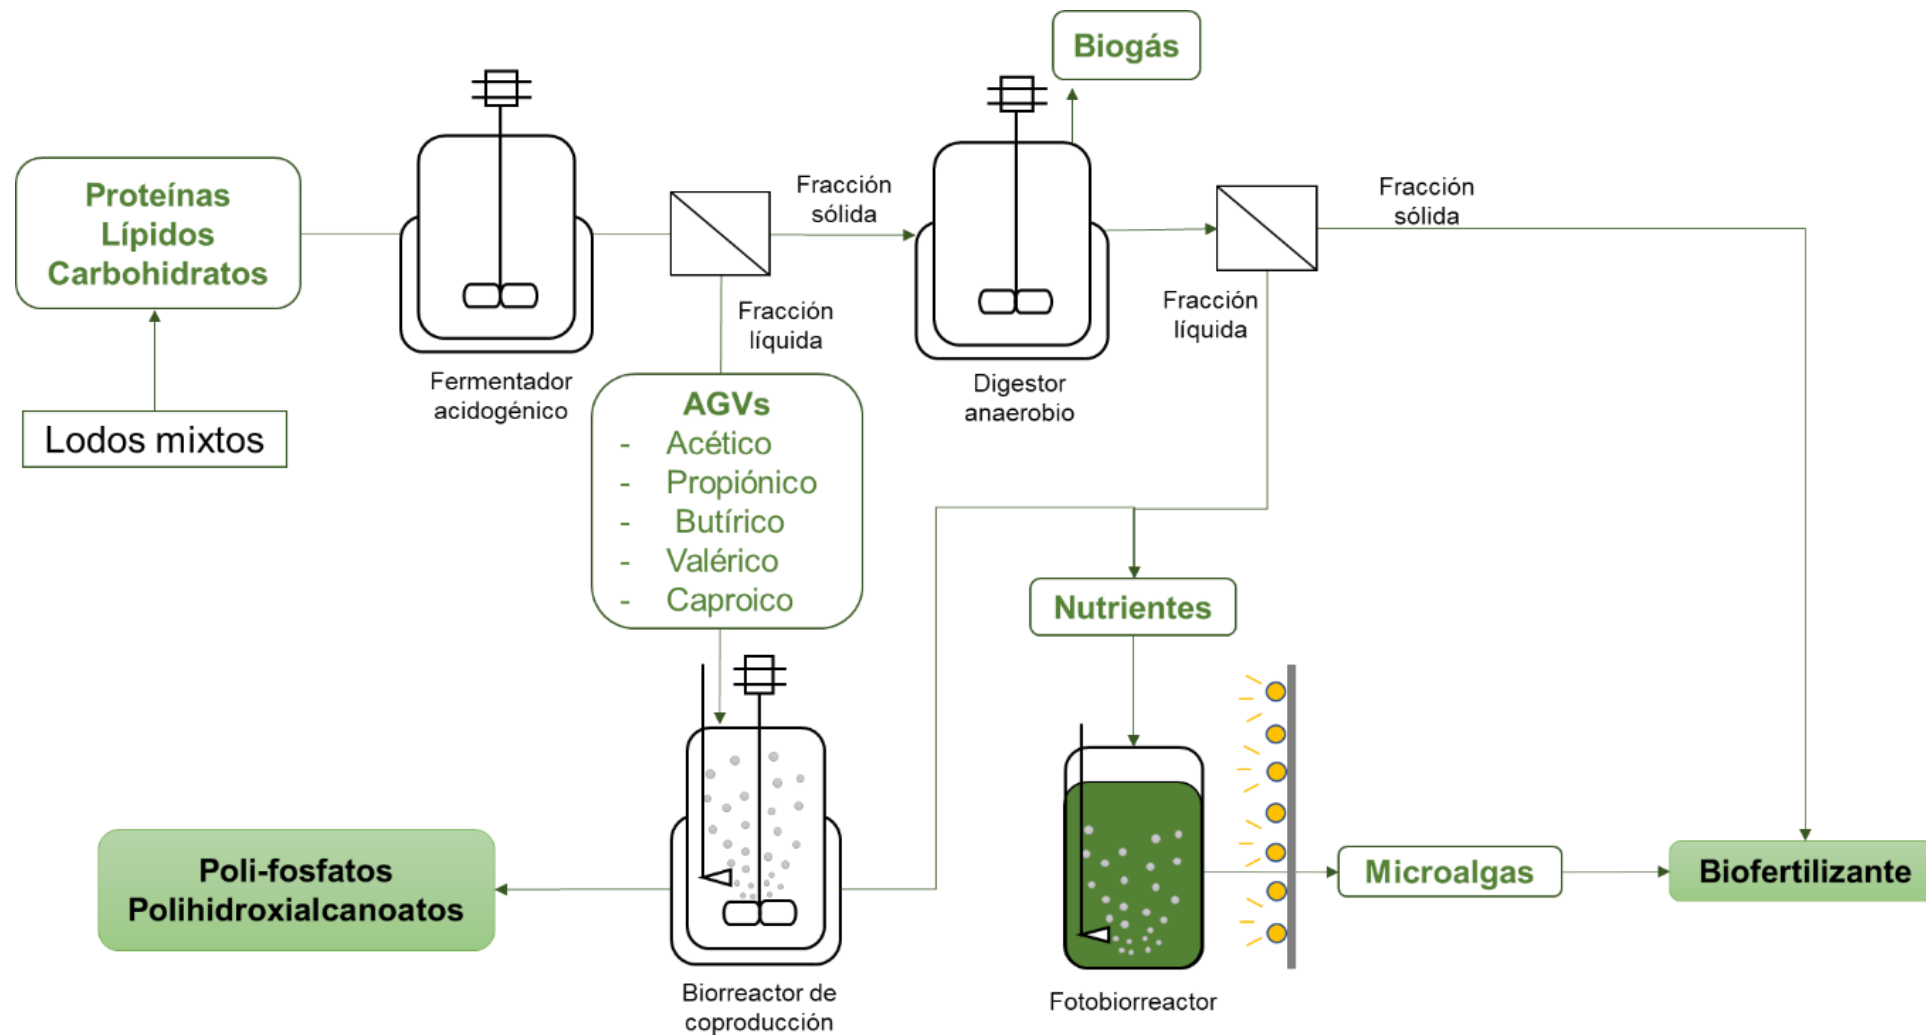 Biogás
Proteínas
Lípidos
Carbohidratos
Fracción
sólida
Fracción
sólida
Fracción
líquida
Fracción
líquida
Fermentador
acidogénico
Digestor
anaerobio
Lodos mixtos
AGVs
- Acético
- Propiónico
- Butírico
- Valérico
- Caproico
Nutrientes
Poli-fosfatos
Polihidroxialcanoatos
Microalgas
Biofertilizante
Biorreactor de
coproducción
Fotobiorreactor